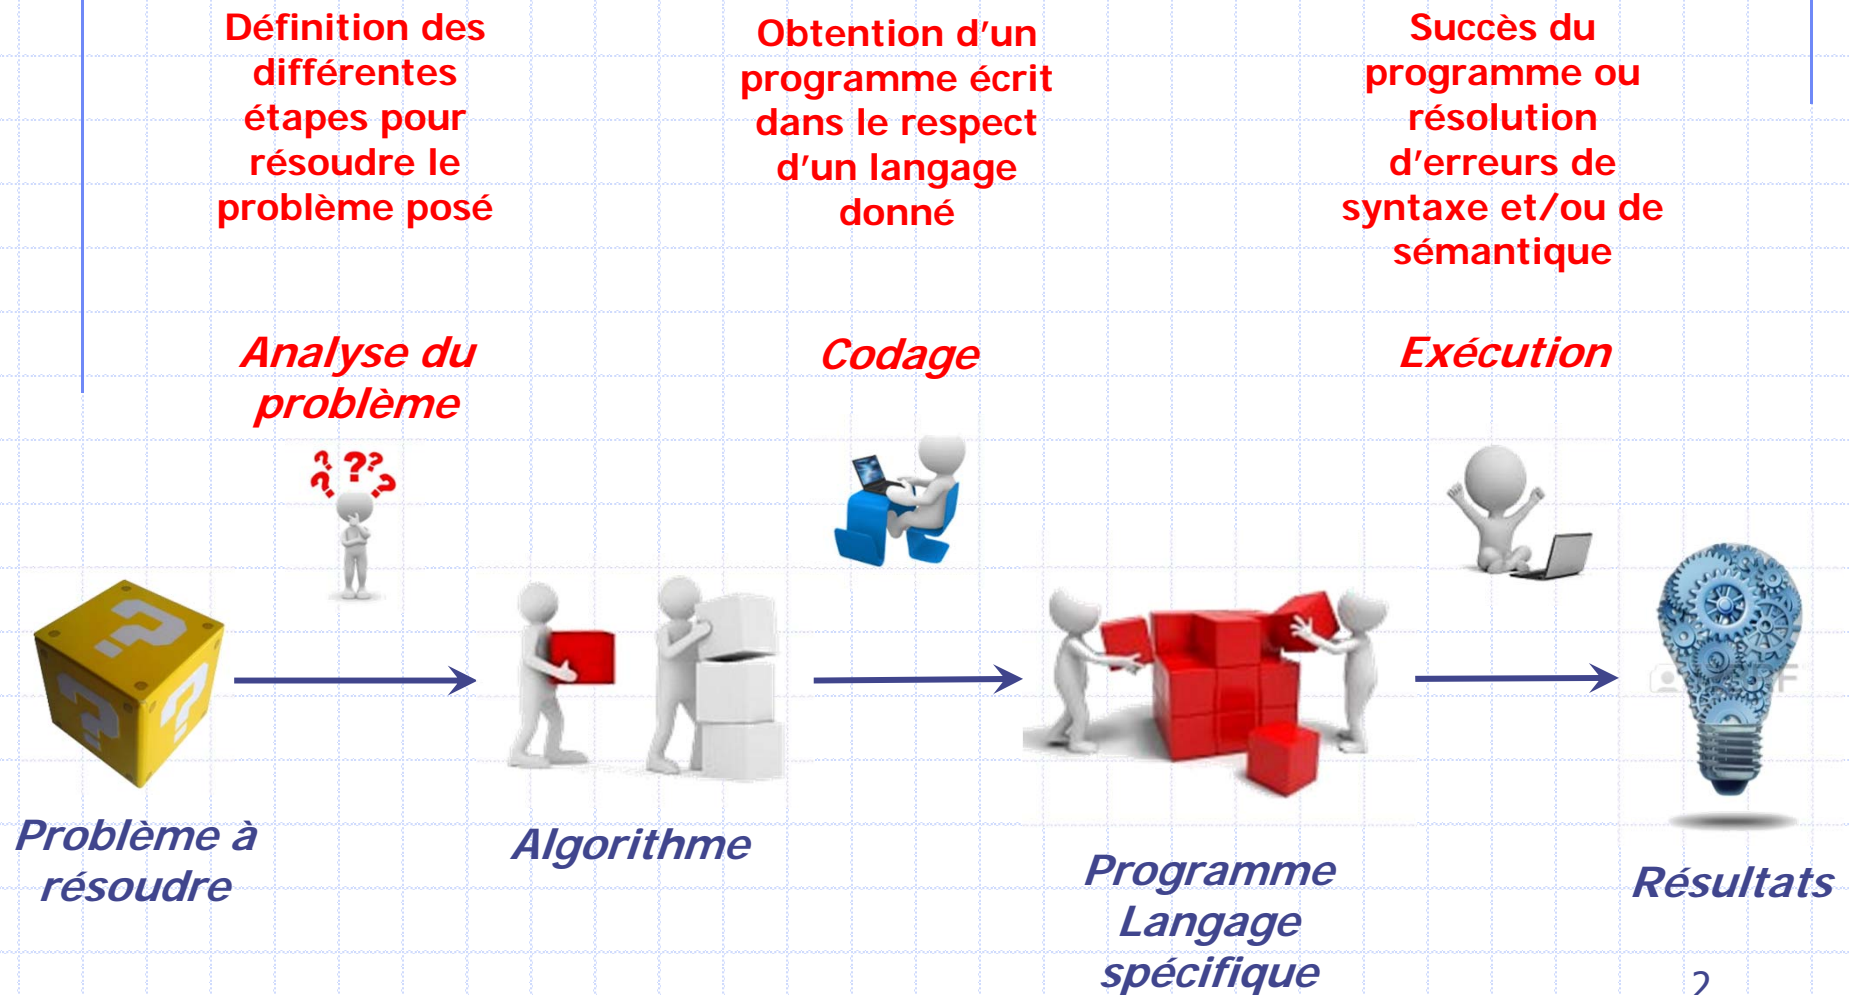 Définition des
différentes
étapes pour
résoudre le
problème posé
Obtention d’un
programme écrit
dans le respect
d’un langage
donné
Succès du
programme ou
résolution
d’erreurs de
syntaxe et/ou de
sémantique
Analyse du
problème
Codage
Exécution
? ? ? ? ?
? ? ?
Problème à
résoudre
Algorithme
Programme
Langage
spécifique
Résultats
2